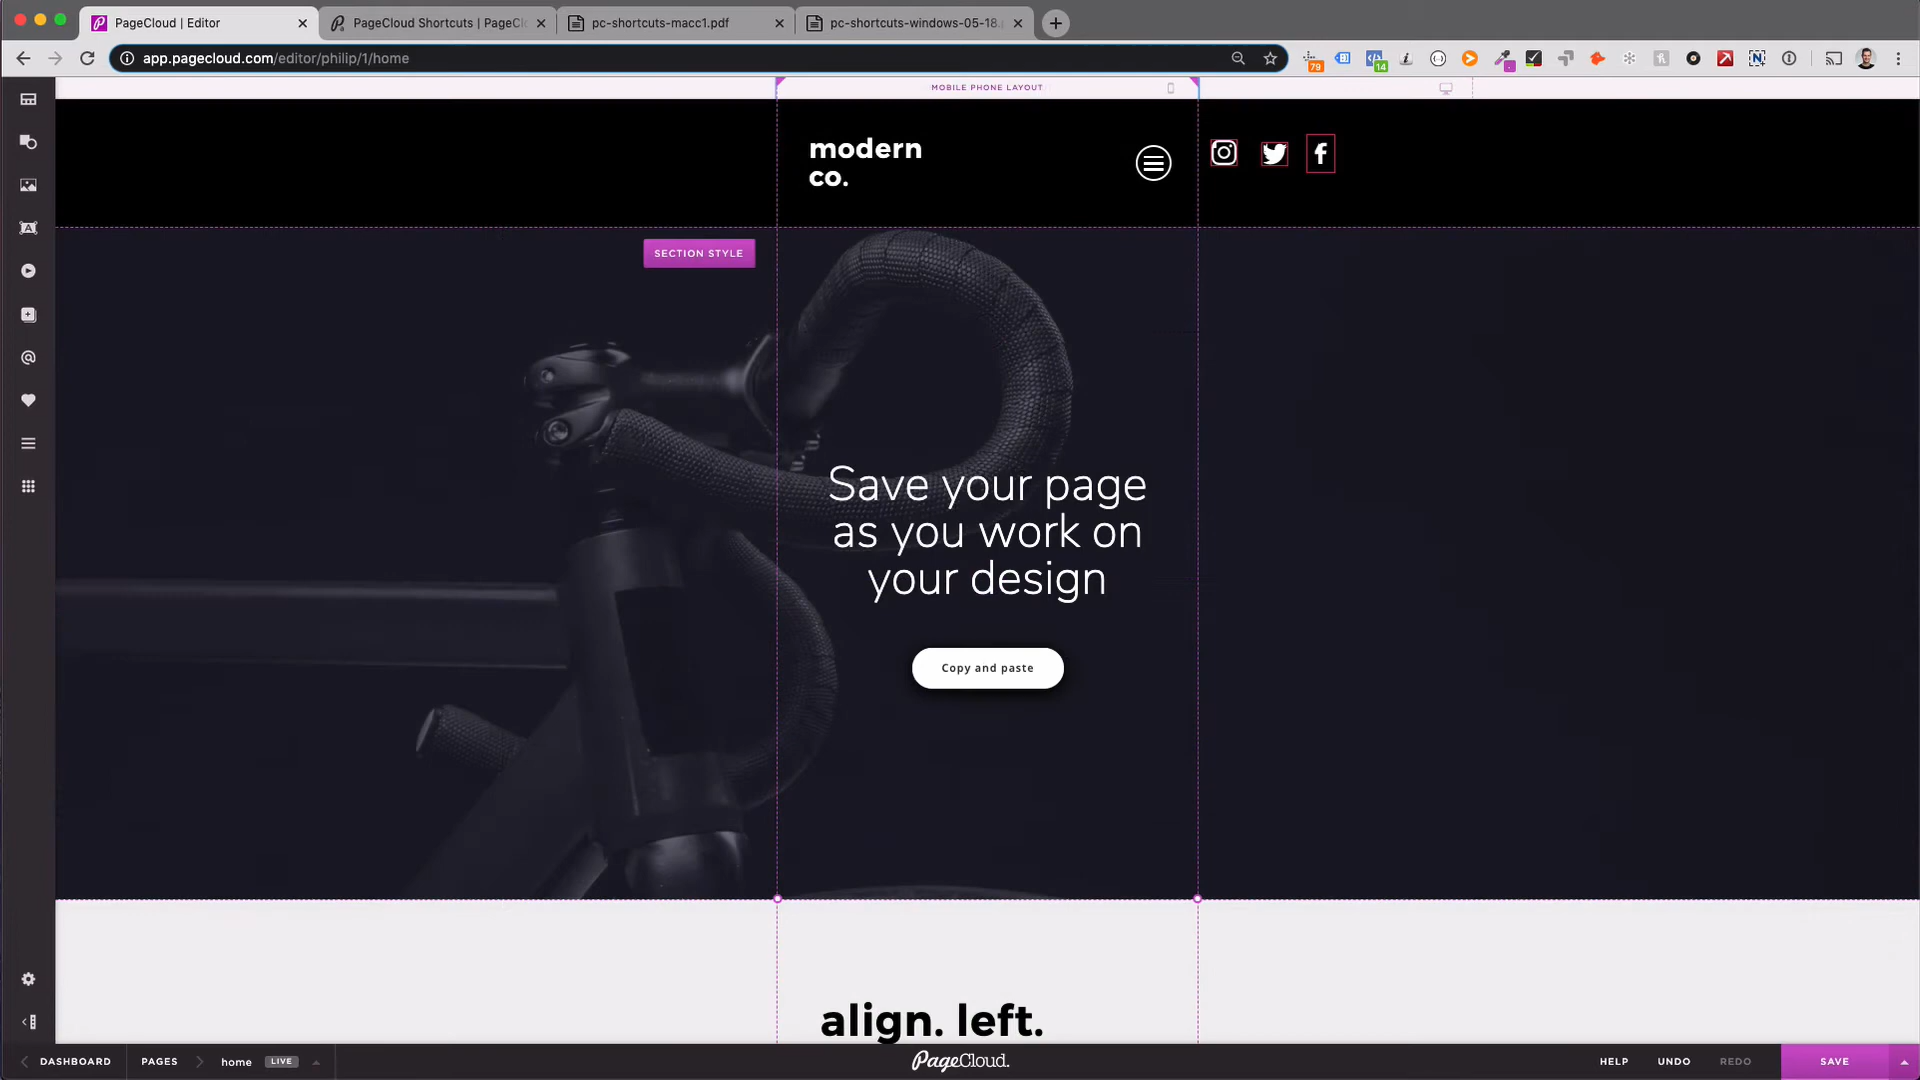 PageCloud | Editor
PageCloud Shortcuts | PageCl
pc-shortcuts-macc1.pdf
pc-shortcuts-windows-05-18.
app.pagecloud.com/editor/philip/1/home
79
14
MOBILE PHONE LAYOUT
modern
co.
SECTION STYLE
Save your page
as you work on
your design
Copy and paste
align. left.
DASHBOARD
PAGES
home
LIVE
PageCloud.
HELP
UNDO
REDO
SAVE